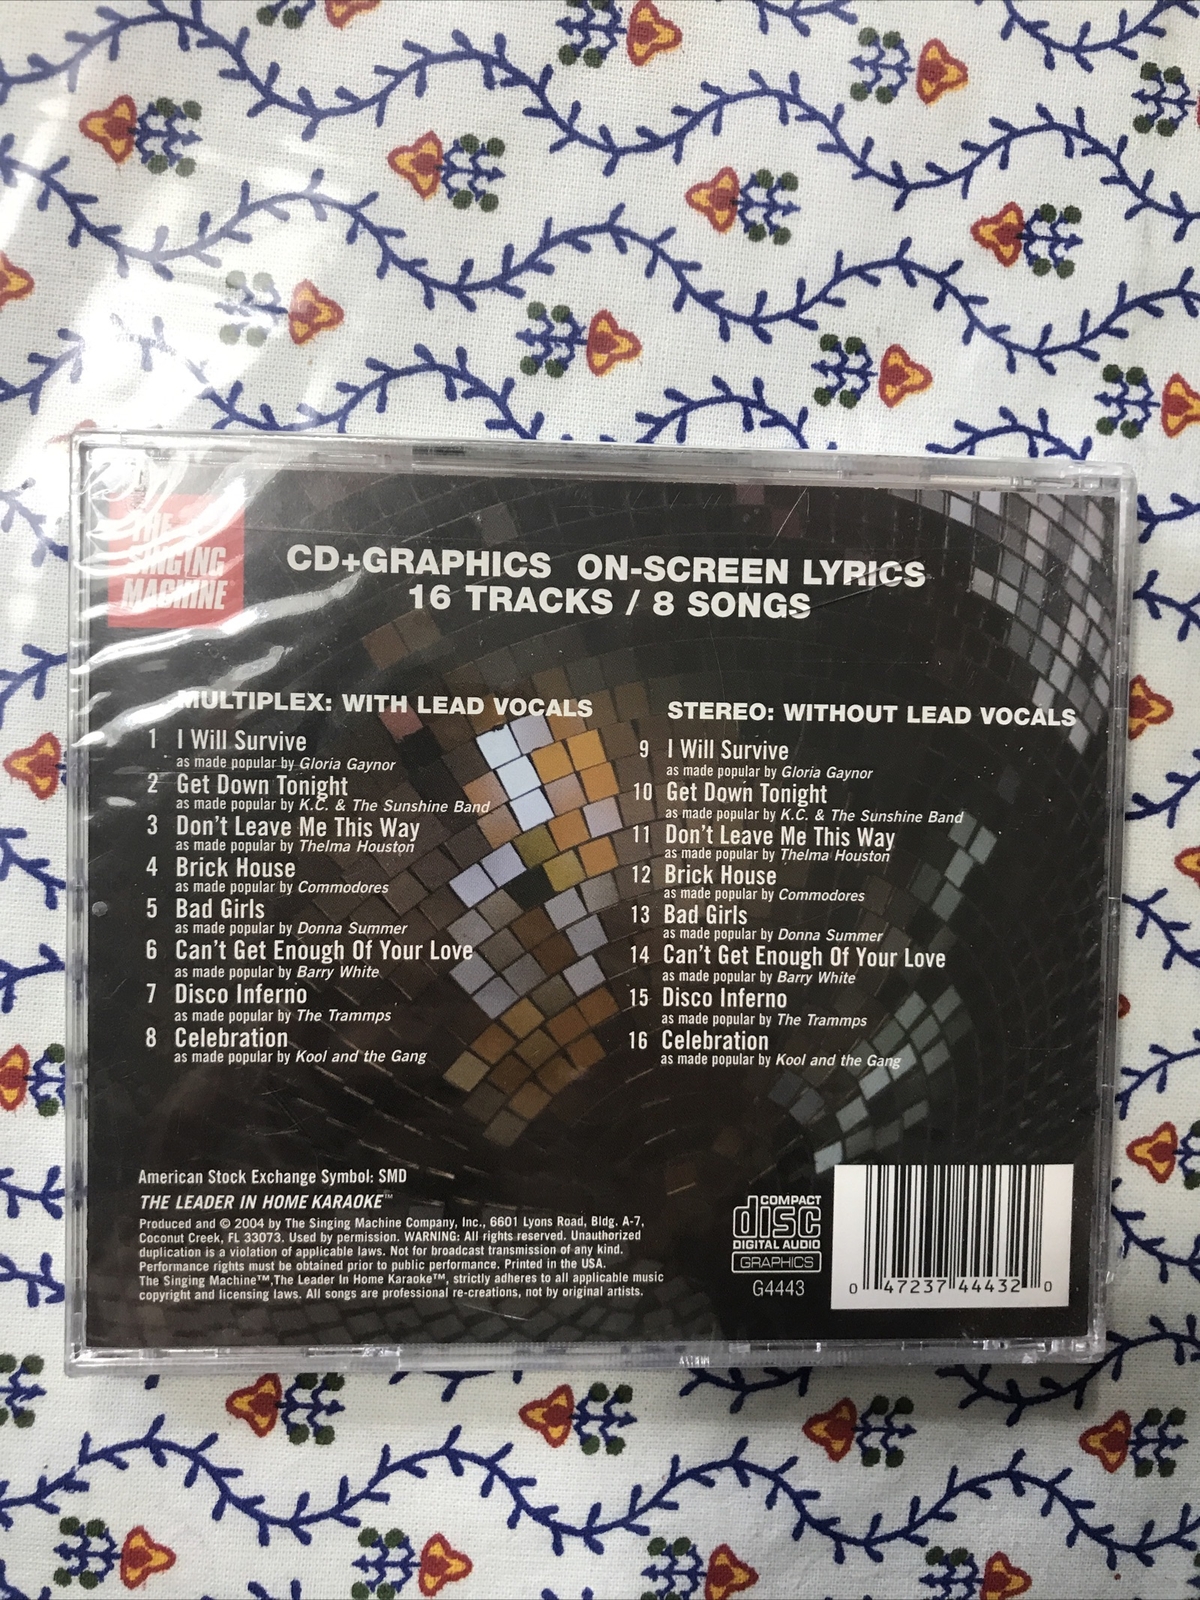 THE
SINGING
MACHINE
CD+GRAPHICS ON-SCREEN LYRICS
16 TRACKS / 8 SONGS
MULTIPLEX: WITH LEAD VOCALS
1 I Will Survive
as made popular by Gloria Gaynor
2 Get Down Tonight
as made popular by K.C. & The Sunshine Band
3 Don't Leave Me This Way
as made popular by Thelma Houston
4 Brick House
as made popular by Commodores
5 Bad Girls
as made popular by Donna Summer
6 Can't Get Enough Of Your Love
as made popular by Barry White
7 Disco Inferno
as made popular by The Trammps
8 Celebration
as made popular by Kool and the Gang
STEREO: WITHOUT LEAD VOCALS
9 I Will Survive
as made popular by Gloria Gaynor
10 Get Down Tonight
as made popular by K.C. & The Sunshine Band
11 Don't Leave Me This Way
as made popular by Thelma Houston
12 Brick House
as made popular by Commodores
13 Bad Girls
as made popular by Donna Summer
14 Can't Get Enough Of Your Love
as made popular by Barry White
15 Disco Inferno
as made popular by The Trammps
16 Celebration
as made popular by Kool and the Gang
American Stock Exchange Symbol: SMD
THE LEADER IN HOME KARAOKE™
Produced and © 2004 by The Singing Machine Company, Inc., 6601 Lyons Road, Bldg. A-7,
Coconut Creek, FL 33073. Used by permission. WARNING: All rights reserved. Unauthorized
duplication is a violation of applicable laws. Not for broadcast transmission of any kind.
Performance rights must be obtained prior to public performance. Printed in the USA.
The Singing Machine™,The Leader In Home Karaoke™, strictly adheres to all applicable music
copyright and licensing laws. All songs are professional re-creations, not by original artists.
COMPACT
disc
DIGITAL AUDIO
GRAPHICS
G4443
0 47237 44432 0